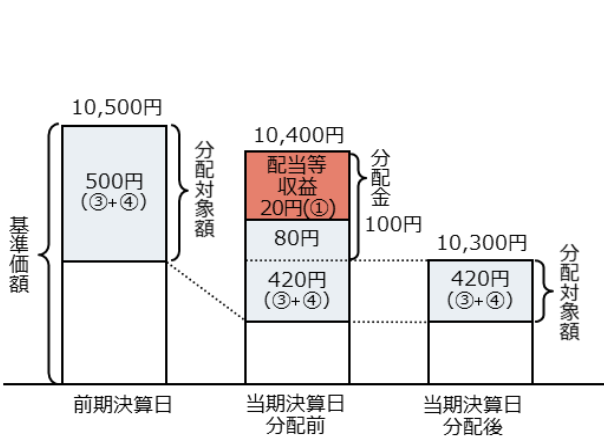 10,500円
500円
(③+④)
分配対象額
基準価額
前期決算日
10,400円
配当等
収益
20円(①)
80円
420円
(③+④)
分配金
100円
当期決算日
分配前
10,300円
420円
(③+④)
分配対象額
当期決算日
分配後